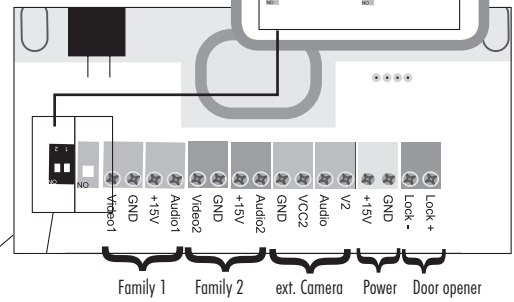 NO
NO
1
2
ON
NO
Video1
GND
+15V
Audio1
Video2
GND
+15V
Audio2
GND
VCC2
Audio
V2
+15V
GND
Lock -
Lock +
Family 1
Family 2
ext. Camera
Power
Door opener